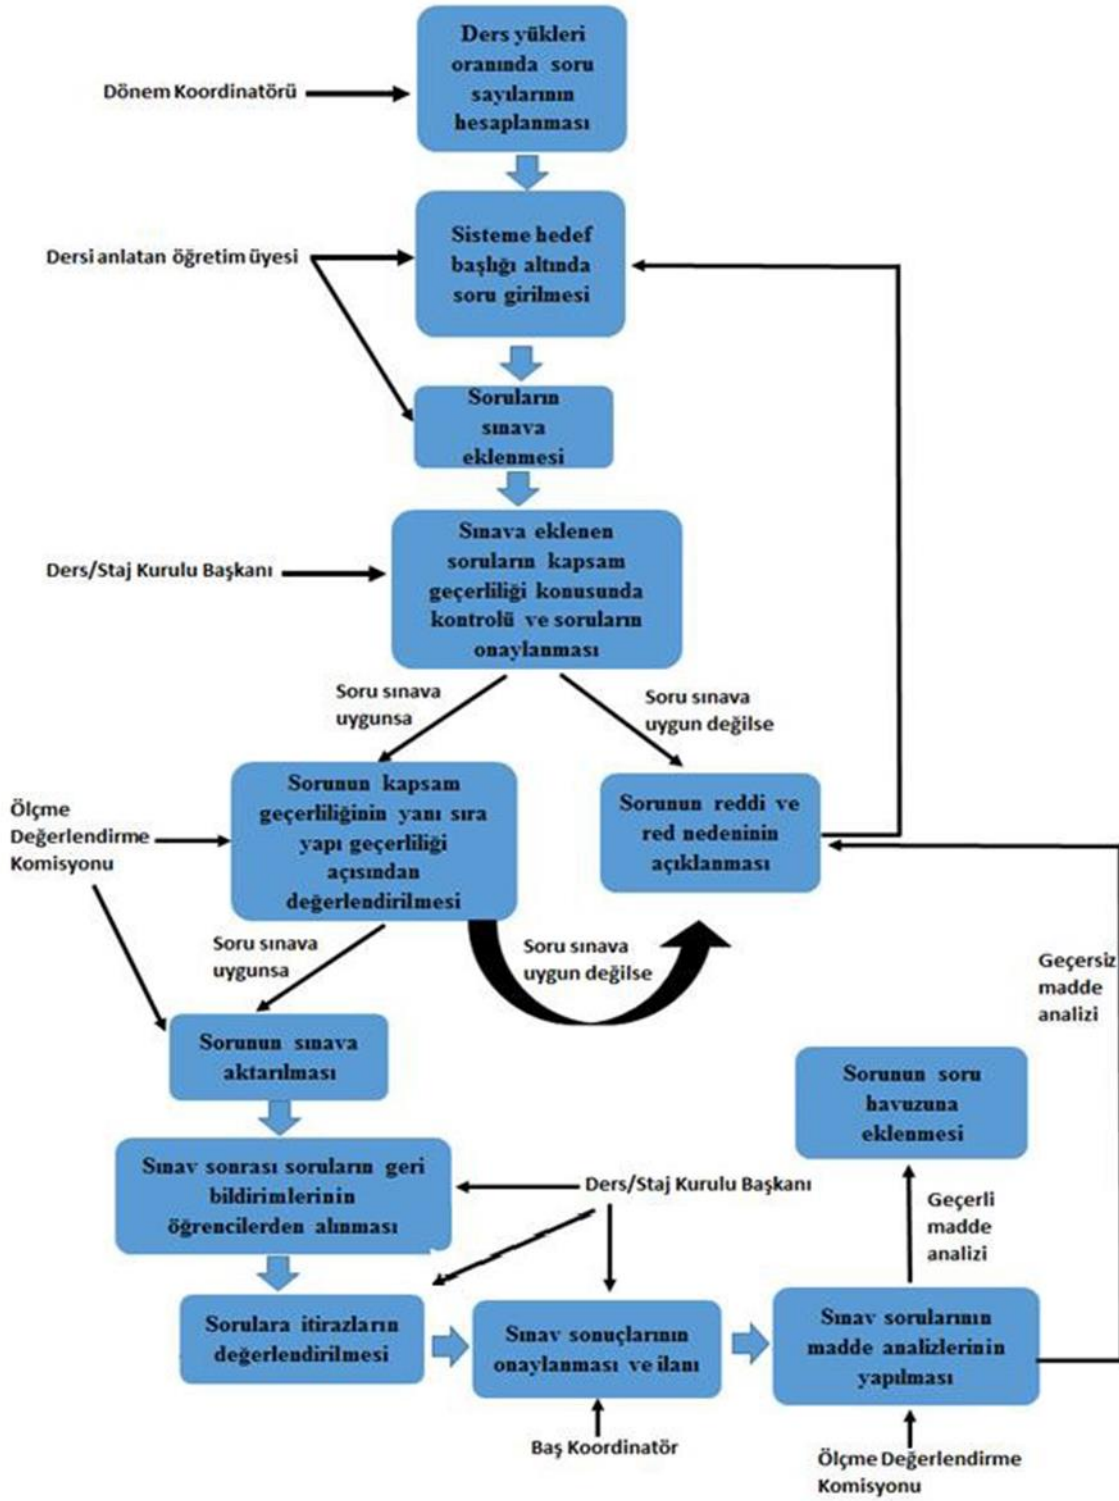 Ders yükleri
oranında soru
sayılarının
hesaplanması
Dönem Koordinatörü
Sisteme hedef
başlığı altında
soru girilmesi
Dersi anlatan öğretim üyesi
Soruların
sınava
eklenmesi
Sınava eklenen
soruların kapsam
geçerliliği konusunda
kontrolü ve soruların
onaylanması
Ders/Staj Kurulu Başkanı
Soru sınava
uygunsa
Soru sınava
uygun değilse
Sorunun kapsam
geçerliliğinin yanı sıra
yapı geçerliliği
açısından
değerlendirilmesi
Sorunun reddi ve
red nedeninin
açıklanması
Ölçme
Değerlendirme
Komisyonu
Soru sınava
uygunsa
Soru sınava
uygun değilse
Geçersiz
madde
analizi
Sorunun sınava
aktarılması
Sorunun soru
havuzuna
eklenmesi
Sınav sonrası soruların geri
bildirimlerinin
öğrencilerden alınması
Ders/Staj Kurulu Başkanı
Geçerli
madde
analizi
Sorulara itirazların
değerlendirilmesi
Sınav sonuçlarının
onaylanması ve ilanı
Sınav sorularının
madde analizlerinin
yapılması
Baş Koordinatör
Ölçme Değerlendirme
Komisyonu